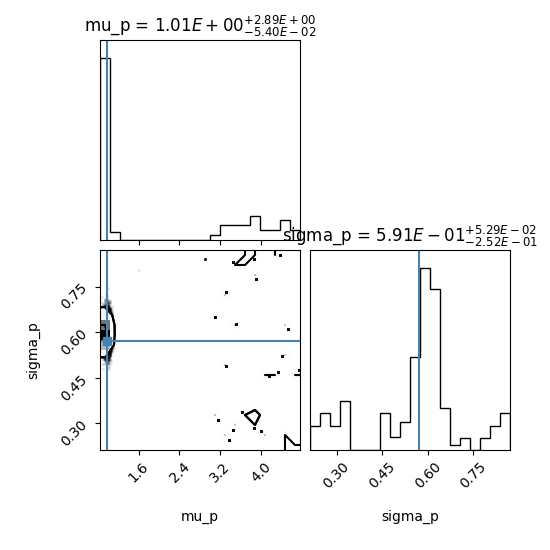 mu_p = 1.01E + 00+2.89E + 00 −5.40E − 02
sigma_p = 5.91E − 01+5.29E − 02 −2.52E − 01
0.75
0.60
0.45
0.30
sigma_p
1.6 2.4 3.2 4.0
mu_p
0.30 0.45 0.60 0.75
sigma_p